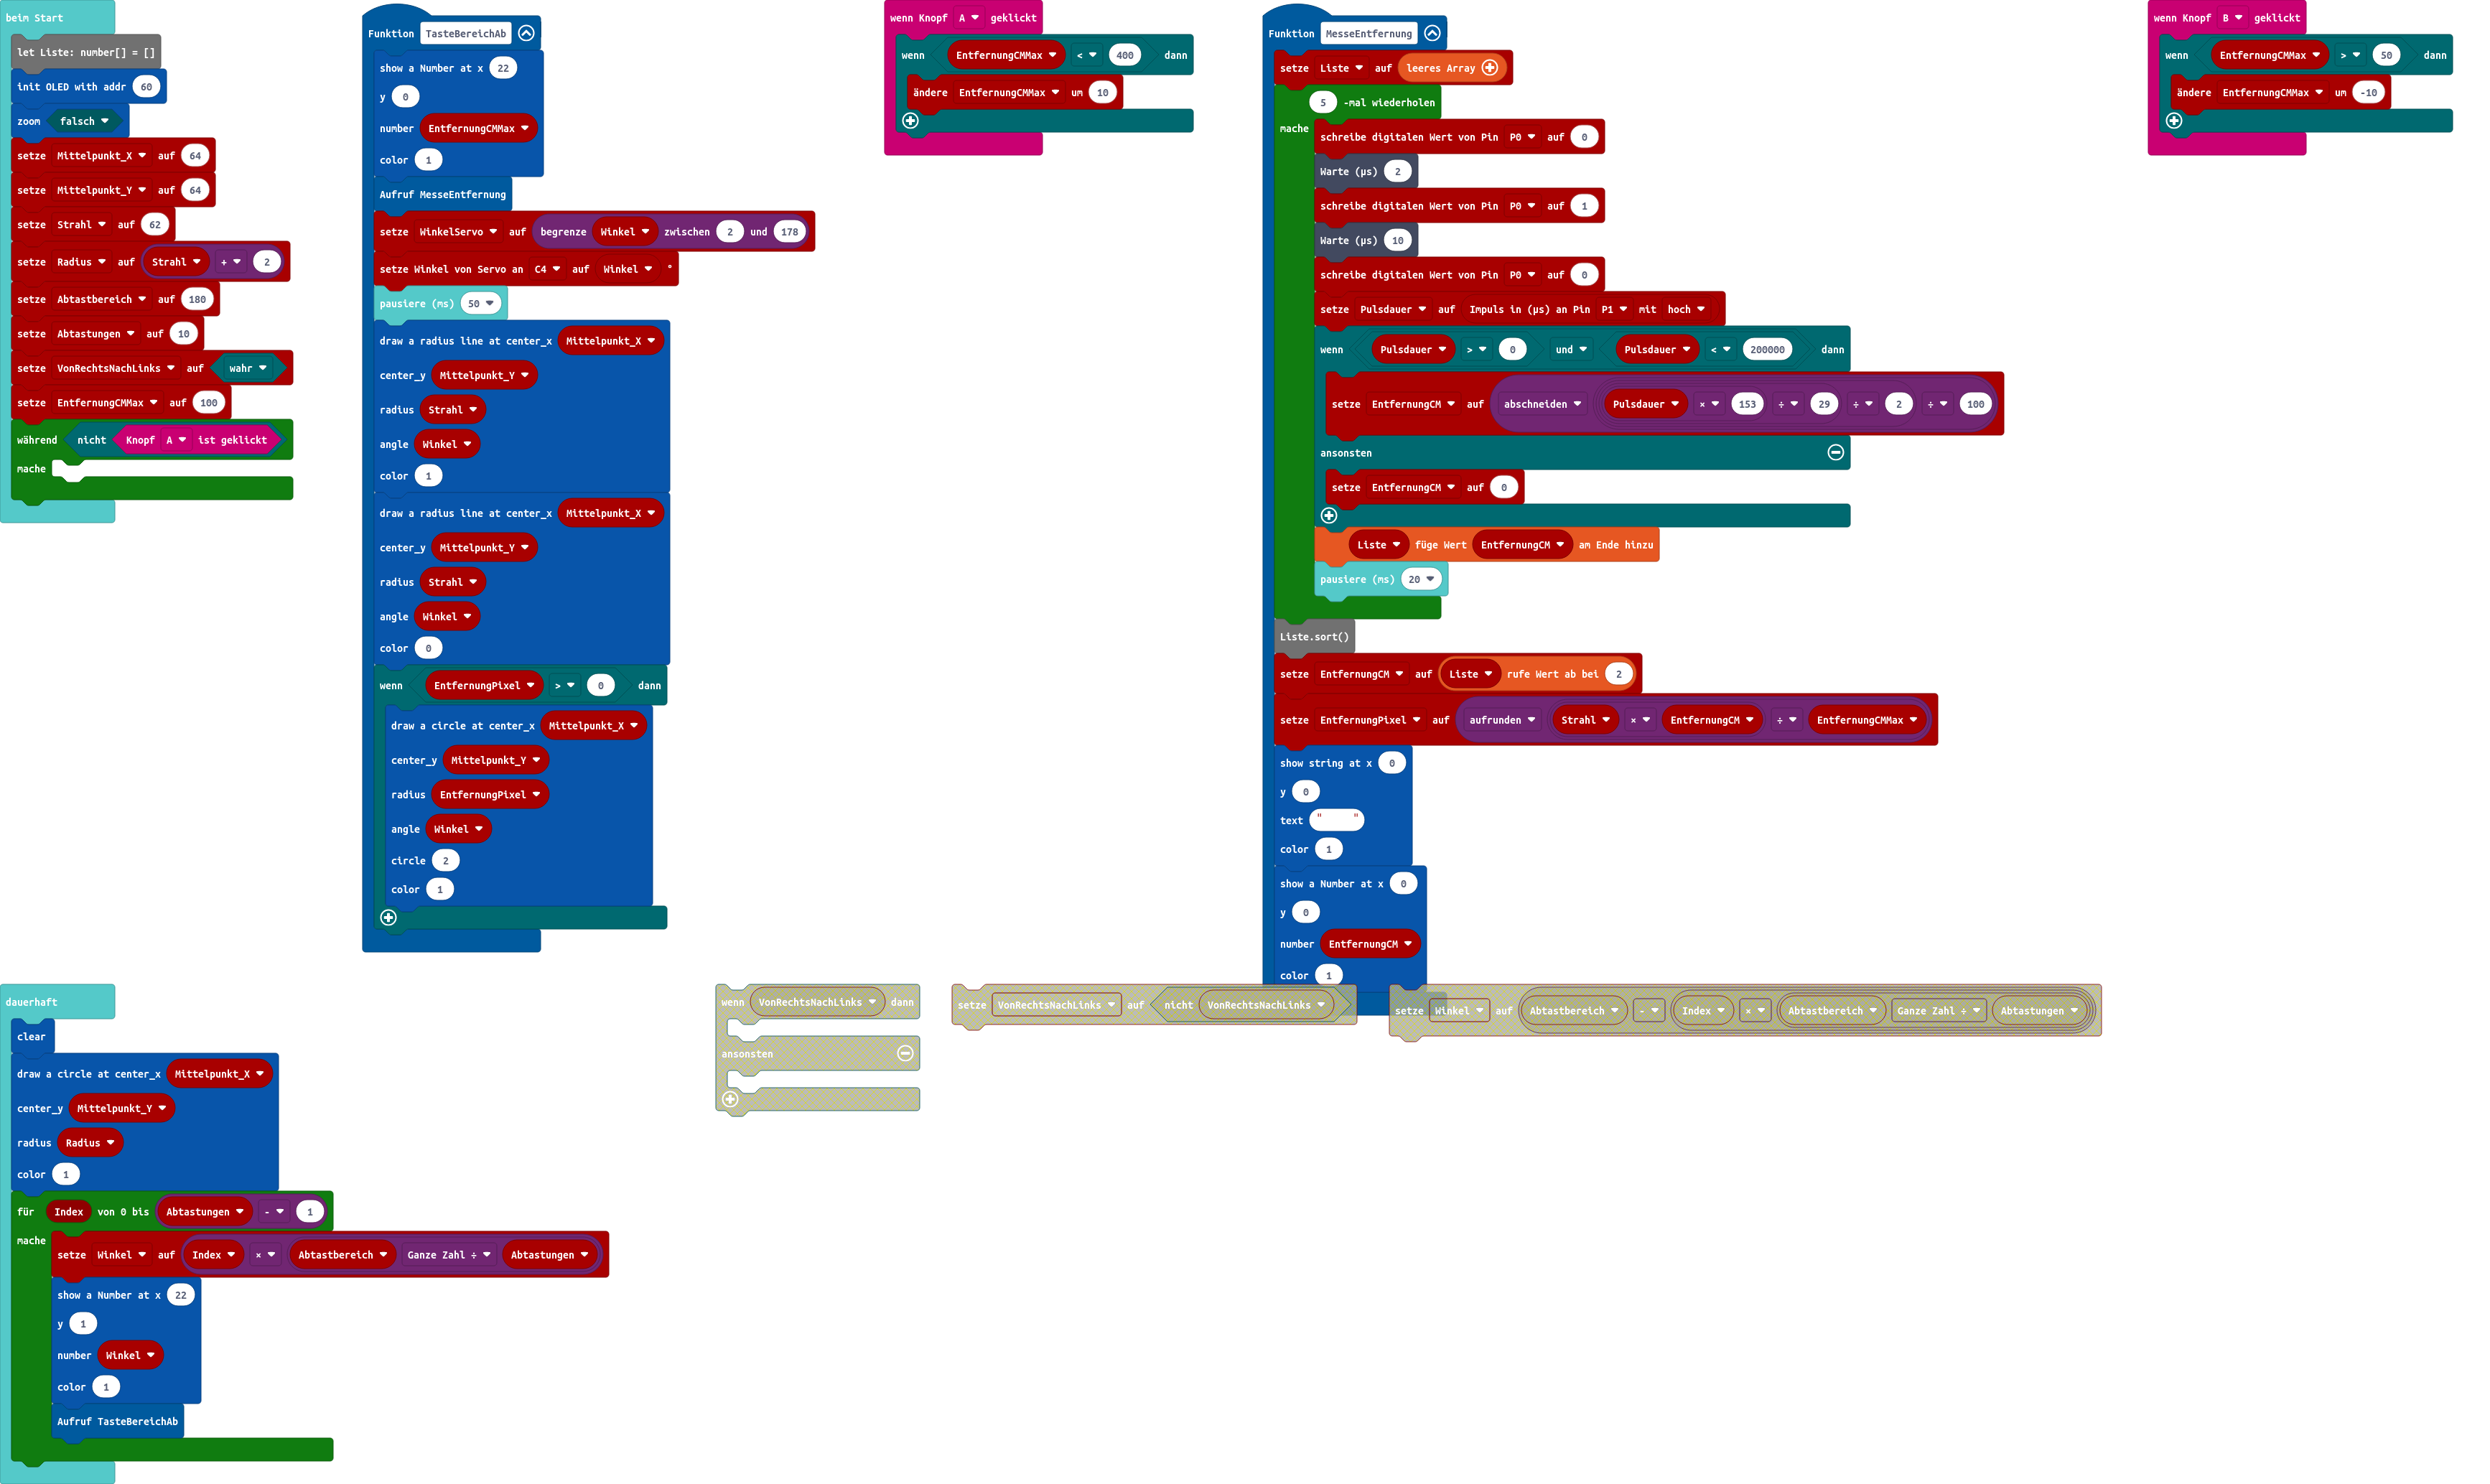 beim Start
let Liste: number[] = []
init OLED with addr 60
zoom falsch
setze Mittelpunkt_X auf 64
setze Mittelpunkt_Y auf 64
setze Strahl auf 62
setze Radius auf Strahl ÷ 2
setze Abtastbereich auf 180
setze Abtastungen auf 10
setze VonRechtsNachLinks auf wahr
setze EntfernungCMMax auf 100
während nicht Knopf A ist geklickt
mache
Funktion TasteBereichAb
show a Number at x 22
y 0
number EntfernungCMMax
color 1
Aufruf MesseEntfernung
setze WinkelServo auf begrenze Winkel zwischen 2 und 178
setze Winkel von Servo an C4 auf Winkel °
pausiere (ms) 50
draw a radius line at center_x Mittelpunkt_X
center_y Mittelpunkt_Y
radius Strahl
angle Winkel
color 1
draw a radius line at center_x Mittelpunkt_X
center_y Mittelpunkt_Y
radius Strahl
angle Winkel
color 0
wenn EntfernungPixel > 0 dann
draw a circle at center_x Mittelpunkt_X
center_y Mittelpunkt_Y
radius EntfernungPixel
angle Winkel
circle 2
color 1
wenn Knopf A geklickt
wenn EntfernungCMMax < 400 dann
ändere EntfernungCMMax um 10
Funktion MesseEntfernung
setze Liste auf leeres Array
5 -mal wiederholen
mache
schreibe digitalen Wert von Pin P0 auf 0
Warte (µs) 2
schreibe digitalen Wert von Pin P0 auf 1
Warte (µs) 10
schreibe digitalen Wert von Pin P0 auf 0
setze Pulsdauer auf Impuls in (µs) an Pin P1 mit hoch
wenn Pulsdauer > 0 und Pulsdauer < 200000 dann
setze EntfernungCM auf abschneiden Pulsdauer × 153 ÷ 29 ÷ 2 ÷ 100
ansonsten
setze EntfernungCM auf 0
Liste füge Wert EntfernungCM am Ende hinzu
pausiere (ms) 20
Liste.sort()
setze EntfernungCM auf Liste rufe Wert ab bei 2
setze EntfernungPixel auf aufrunden Strahl × EntfernungCM ÷ EntfernungCMMax
show string at x 0
y 0
text "    "
color 1
show a Number at x 0
y 0
number EntfernungCM
color 1
wenn Knopf B geklickt
wenn EntfernungCMMax > 50 dann
ändere EntfernungCMMax um -10
dauerhaft
clear
draw a circle at center_x Mittelpunkt_X
center_y Mittelpunkt_Y
radius Radius
color 1
für Index von 0 bis Abtastungen - 1
mache
setze Winkel auf Index × Abtastbereich Ganze Zahl ÷ Abtastungen
show a Number at x 22
y 1
number Winkel
color 1
Aufruf TasteBereichAb
wenn VonRechtsNachLinks dann
ansonsten
setze VonRechtsNachLinks auf nicht VonRechtsNachLinks
setze Winkel auf Abtastbereich - Index × Abtastbereich Ganze Zahl ÷ Abtastungen